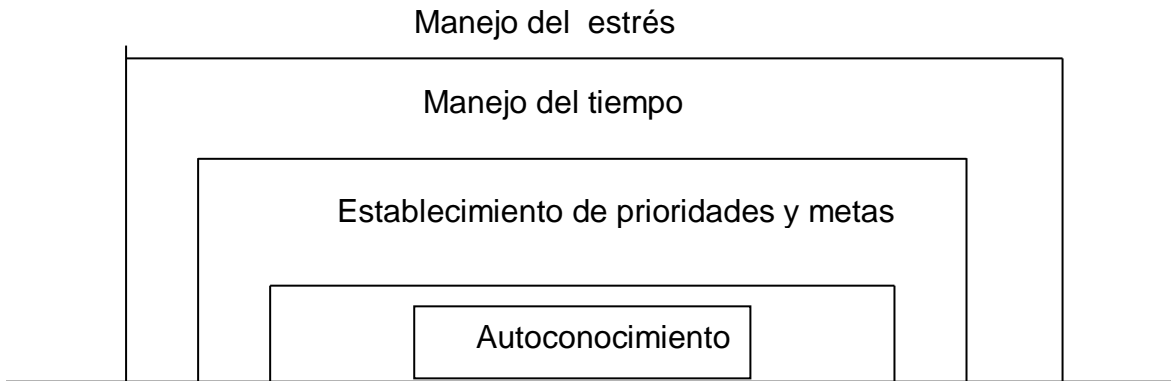 Manejo del  estrés
Manejo del tiempo
Establecimiento de prioridades y metas
Autoconocimiento